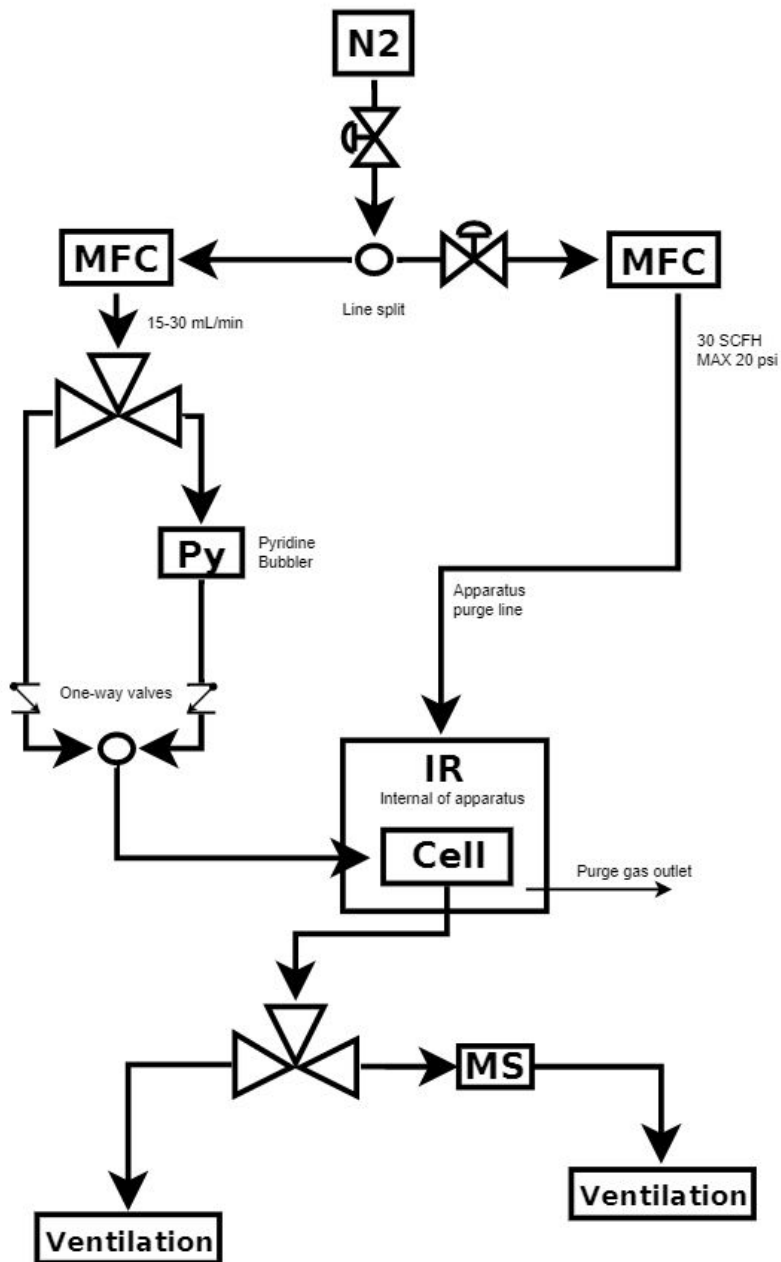 N2
MFC
MFC
Line split
15-30 mL/min
30 SCFH
MAX 20 psi
Py
Pyridine
Bubbler
Apparatus
purge line
One-way valves
IR
Internal of apparatus
Cell
Purge gas outlet
MS
Ventilation
Ventilation